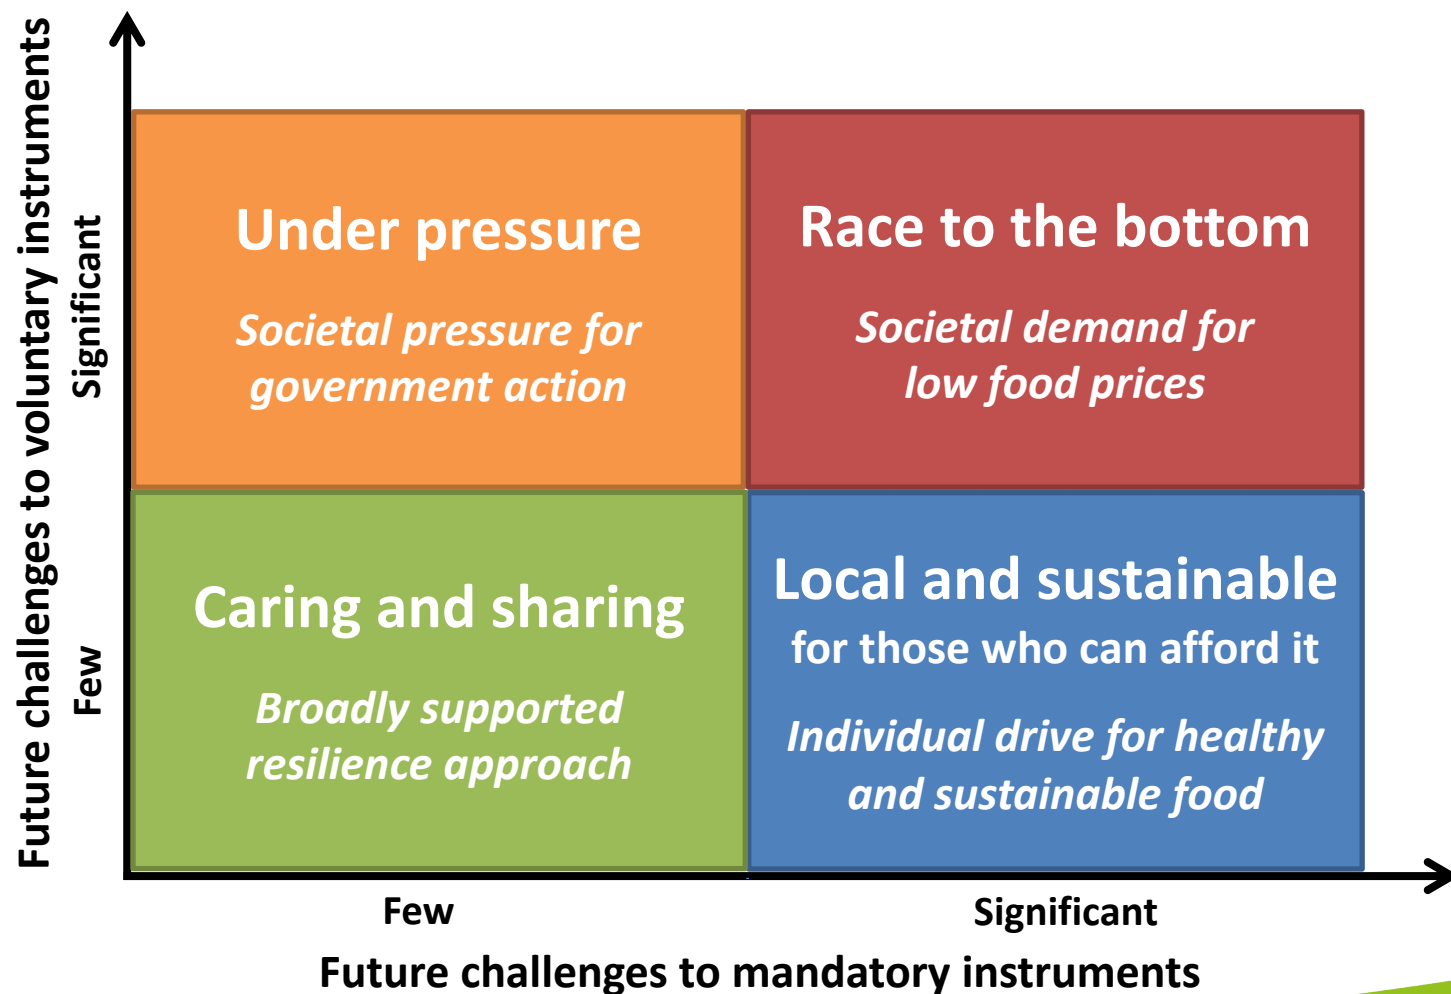 Future challenges to voluntary instruments
Significant
Few
Under pressure
Societal pressure for
government action
Race to the bottom
Societal demand for
low food prices
Caring and sharing
Broadly supported
resilience approach
Local and sustainable
for those who can afford it
Individual drive for healthy
and sustainable food
Few
Significant
Future challenges to mandatory instruments